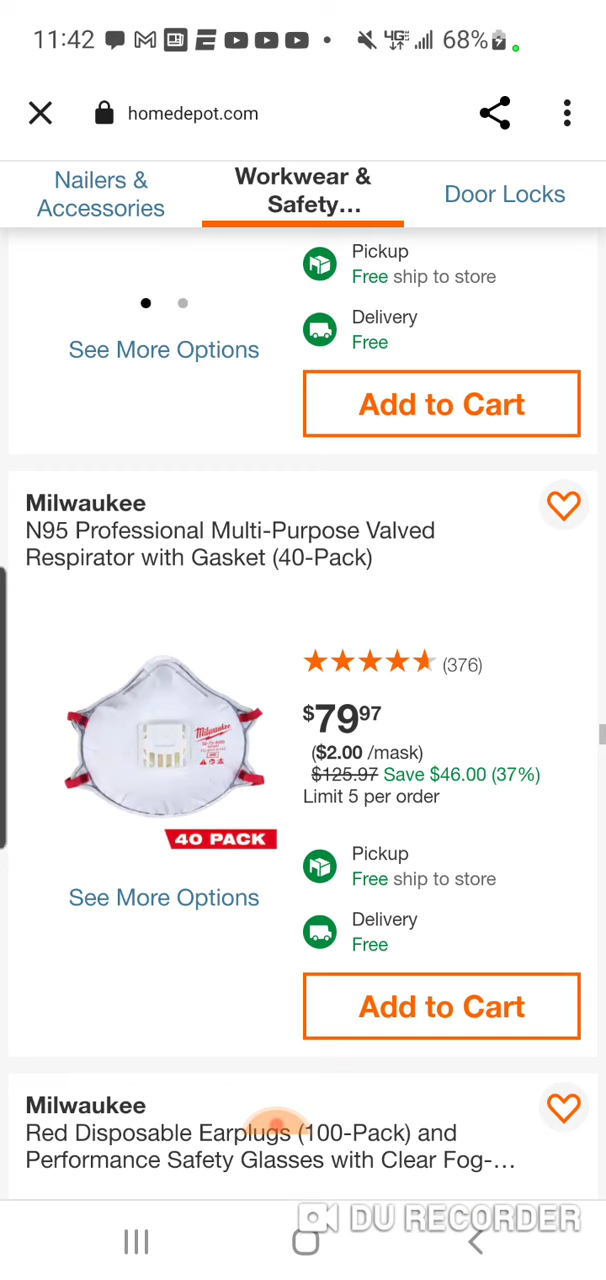 11:42
4G
68%
homedepot.com
Nailers &
Accessories
Workwear &
Safety...
Door Locks
Pickup
Free ship to store
Delivery
Free
See More Options
Add to Cart
Milwaukee
N95 Professional Multi-Purpose Valved
Respirator with Gasket (40-Pack)
(376)
$79⁹⁷
($2.00 /mask)
$125.97 Save $46.00 (37%)
Limit 5 per order
Milwaukee
40 PACK
Pickup
Free ship to store
See More Options
Delivery
Free
Add to Cart
Milwaukee
Red Disposable Earplugs (100-Pack) and
Performance Safety Glasses with Clear Fog-...
DU RECORDER